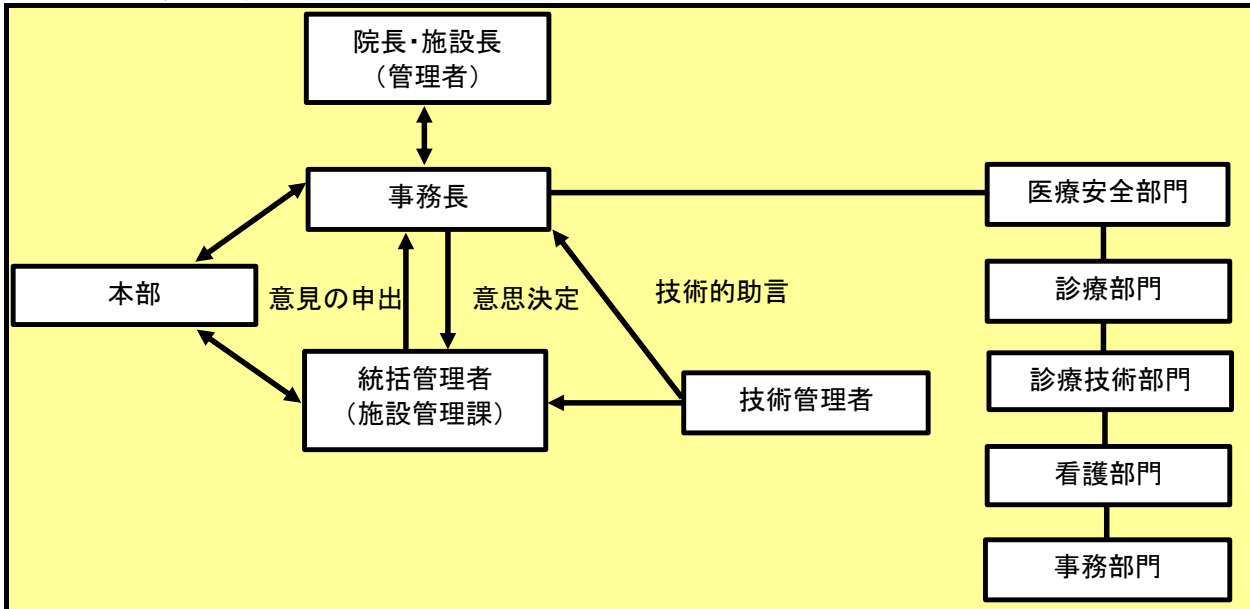 院長・施設長
（管理者）
事務長
医療安全部門
本部
意見の申出
意思決定
技術的助言
診療部門
統括管理者
（施設管理課）
技術管理者
診療技術部門
看護部門
事務部門